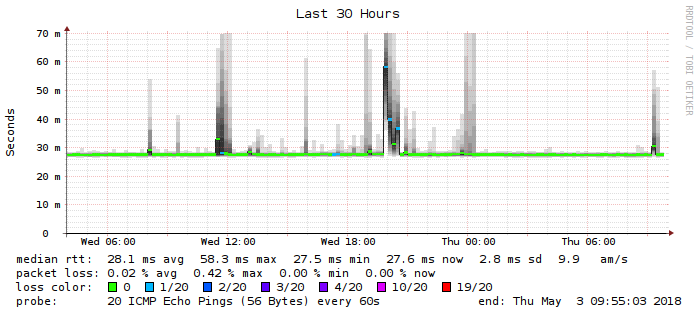 Last 30 Hours
RRDTOOL / TOBI OETIKER
Seconds
70 m
60 m
50 m
40 m
30 m
20 m
10 m
0
Wed 06:00 Wed 12:00 Wed 18:00 Thu 00:00 Thu 06:00
median rtt: 28.1 ms avg 58.3 ms max 27.5 ms min 27.6 ms now 2.8 ms sd 9.9 am/s
packet loss: 0.02 % avg 0.42 % max 0.00 % min 0.00 % now
loss color: 0 1/20 2/20 3/20 4/20 10/20 19/20
probe: 20 ICMP Echo Pings (56 Bytes) every 60s end: Thu May 3 09:55:03 2018